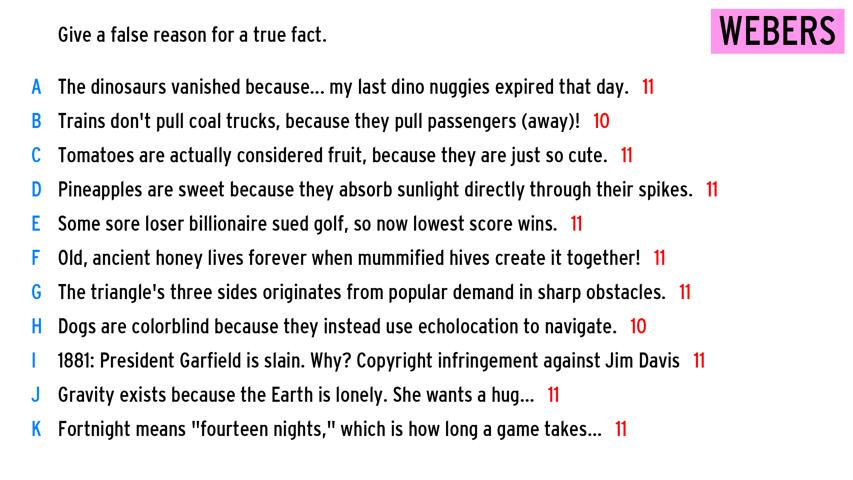 Give a false reason for a true fact.
WEBERS
A The dinosaurs vanished because... my last dino nuggies expired that day. 11
B Trains don't pull coal trucks, because they pull passengers (away)! 10
C Tomatoes are actually considered fruit, because they are just so cute. 11
D Pineapples are sweet because they absorb sunlight directly through their spikes. 11
E Some sore loser billionaire sued golf, so now lowest score wins. 11
F Old, ancient honey lives forever when mummified hives create it together! 11
G The triangle's three sides originates from popular demand in sharp obstacles. 11
H Dogs are colorblind because they instead use echolocation to navigate. 10
I 1881: President Garfield is slain. Why? Copyright infringement against Jim Davis 11
J Gravity exists because the Earth is lonely. She wants a hug... 11
K Fortnight means "fourteen nights," which is how long a game takes... 11